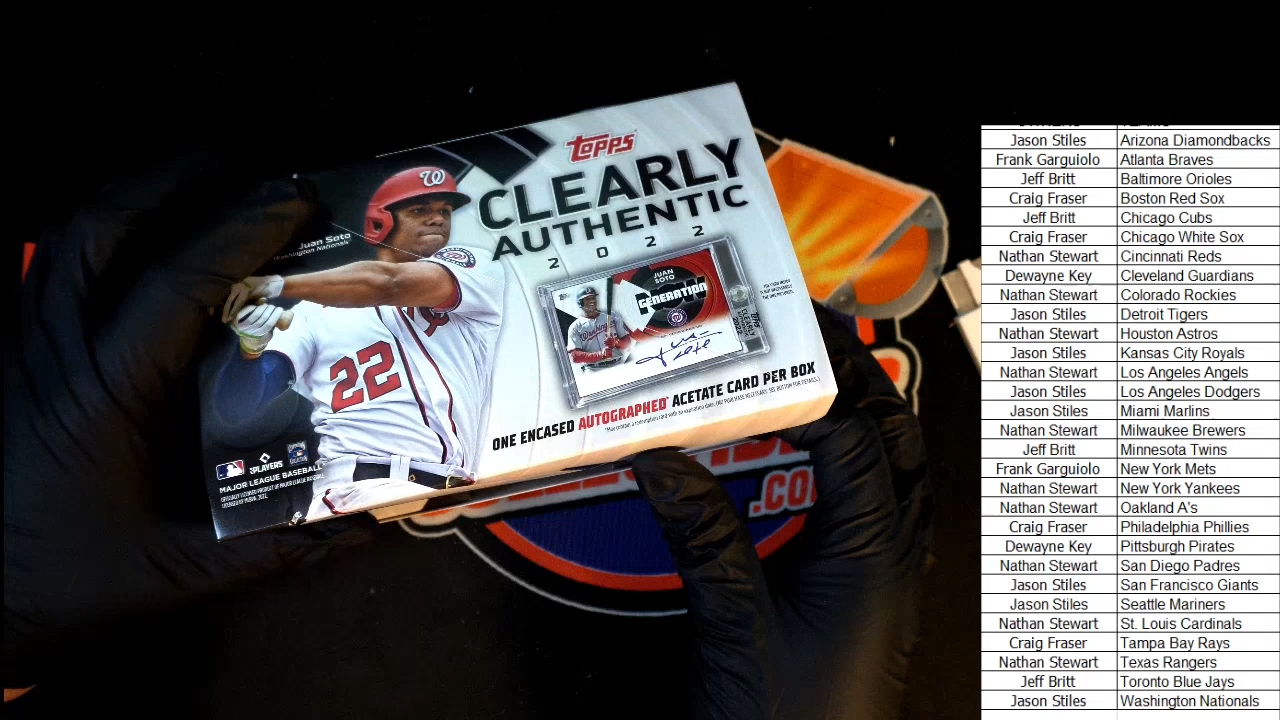 Juan Soto
Washington Nationals
W
22
PLAYERS
MAJOR LEAGUE BASEBALL
topps
CLEARLY
AUTHENTIC
2022
JUAN
SOTO
GENERATION
ONE ENCASED AUTOGRAPHED* ACETATE CARD PER BOX
.CO
Jason Stiles Arizona Diamondbacks
Frank Garguiolo Atlanta Braves
Jeff Britt Baltimore Orioles
Craig Fraser Boston Red Sox
Jeff Britt Chicago Cubs
Craig Fraser Chicago White Sox
Nathan Stewart Cincinnati Reds
Dewayne Key Cleveland Guardians
Nathan Stewart Colorado Rockies
Jason Stiles Detroit Tigers
Nathan Stewart Houston Astros
Jason Stiles Kansas City Royals
Nathan Stewart Los Angeles Angels
Jason Stiles Los Angeles Dodgers
Jason Stiles Miami Marlins
Nathan Stewart Milwaukee Brewers
Jeff Britt Minnesota Twins
Frank Garguiolo New York Mets
Nathan Stewart New York Yankees
Nathan Stewart Oakland A's
Craig Fraser Philadelphia Phillies
Dewayne Key Pittsburgh Pirates
Nathan Stewart San Diego Padres
Jason Stiles San Francisco Giants
Jason Stiles Seattle Mariners
Nathan Stewart St. Louis Cardinals
Craig Fraser Tampa Bay Rays
Nathan Stewart Texas Rangers
Jeff Britt Toronto Blue Jays
Jason Stiles Washington Nationals